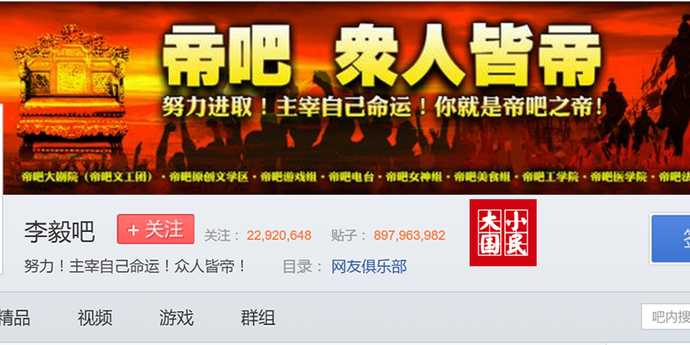 帝吧 眾人皆帝
努力进取！主宰自己命运！你就是帝吧之帝！
帝吧大剧院（帝吧文工团）·帝吧原创文学区·帝吧游戏组·帝吧电台·帝吧女神组·帝吧美食组·帝吧工学院·帝吧医学院·帝吧法
李毅吧 + 关注 关注： 22,920,648 贴子： 897,963,982
大国小民
努力！主宰自己命运！众人皆帝！ 目录： 网友俱乐部
精品 视频 游戏 群组 吧内搜